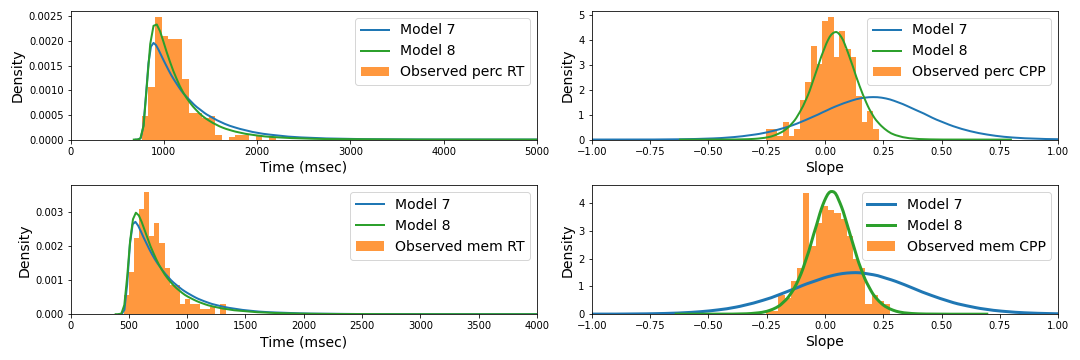 Density
0.0025
0.0020
0.0015
0.0010
0.0005
0.0000
Model 7
Model 8
Observed perc RT
0 1000 2000 3000 4000 5000
Time (msec)
Density
5
4
3
2
1
0
Model 7
Model 8
Observed perc CPP
−1.00 −0.75 −0.50 −0.25 0.00 0.25 0.50 0.75 1.00
Slope
Density
0.003
0.002
0.001
0.000
Model 7
Model 8
Observed mem RT
0 500 1000 1500 2000 2500 3000 3500 4000
Time (msec)
Density
4
3
2
1
0
Model 7
Model 8
Observed mem CPP
−1.00 −0.75 −0.50 −0.25 0.00 0.25 0.50 0.75 1.00
Slope